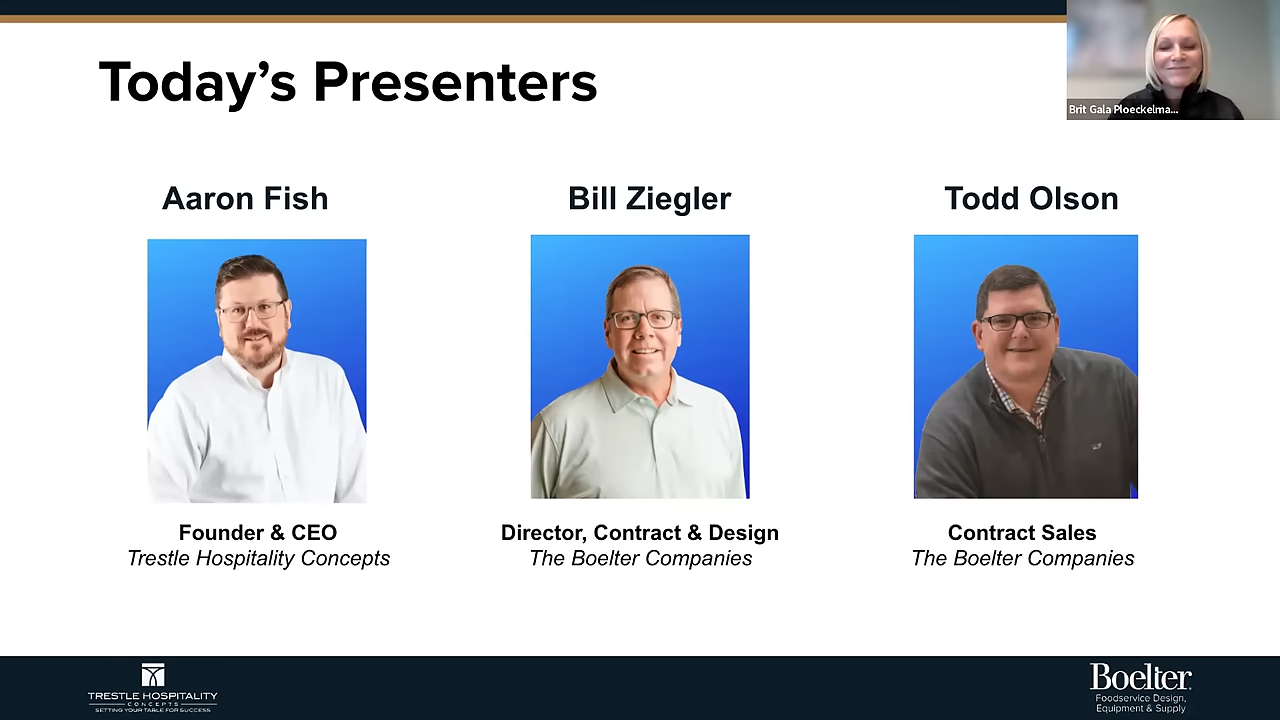 Today's Presenters
Brit Gala Ploeckelma...
Aaron Fish
Bill Ziegler
Todd Olson
Founder & CEO
Trestle Hospitality Concepts
Director, Contract & Design
The Boelter Companies
Contract Sales
The Boelter Companies
TRESTLE HOSPITALITY
CONCEPTS
SETTING YOUR TABLE FOR SUCCESS
Boelter®
Foodservice Design,
Equipment & Supply